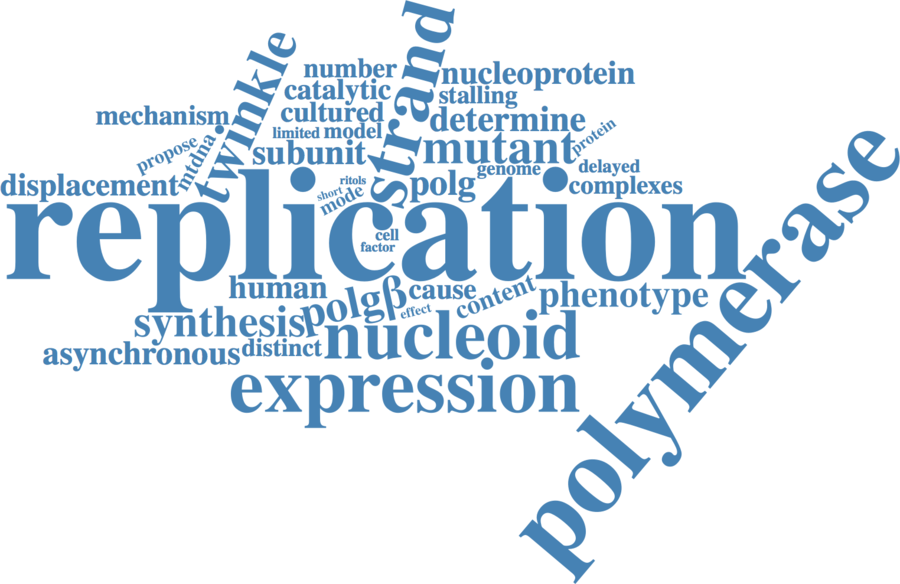 strand
twinkle
number
nucleoprotein
catalytic
stalling
mechanism
cultured
determine
limited
model
protein
propose
mtdna
subunit
mutant
genome
delayed
displacement
ritols
short
mode
polg
complexes
replication
polymerase
cell
factor
human
polgβ
cause
content
phenotype
effect
synthesis
nucleoid
asynchronous
distinct
expression